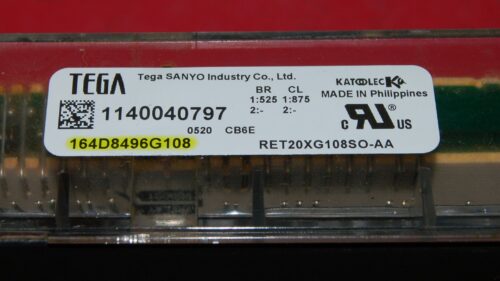 TEGA
Tega SANYO Industry Co., Ltd.
KATOLEC K
BR CL
1:525 1:875
2:- 2:-
MADE IN Philippines
1140040797
0520 CB6E
c RU US
164D8496G108
RET20XG108SO-AA